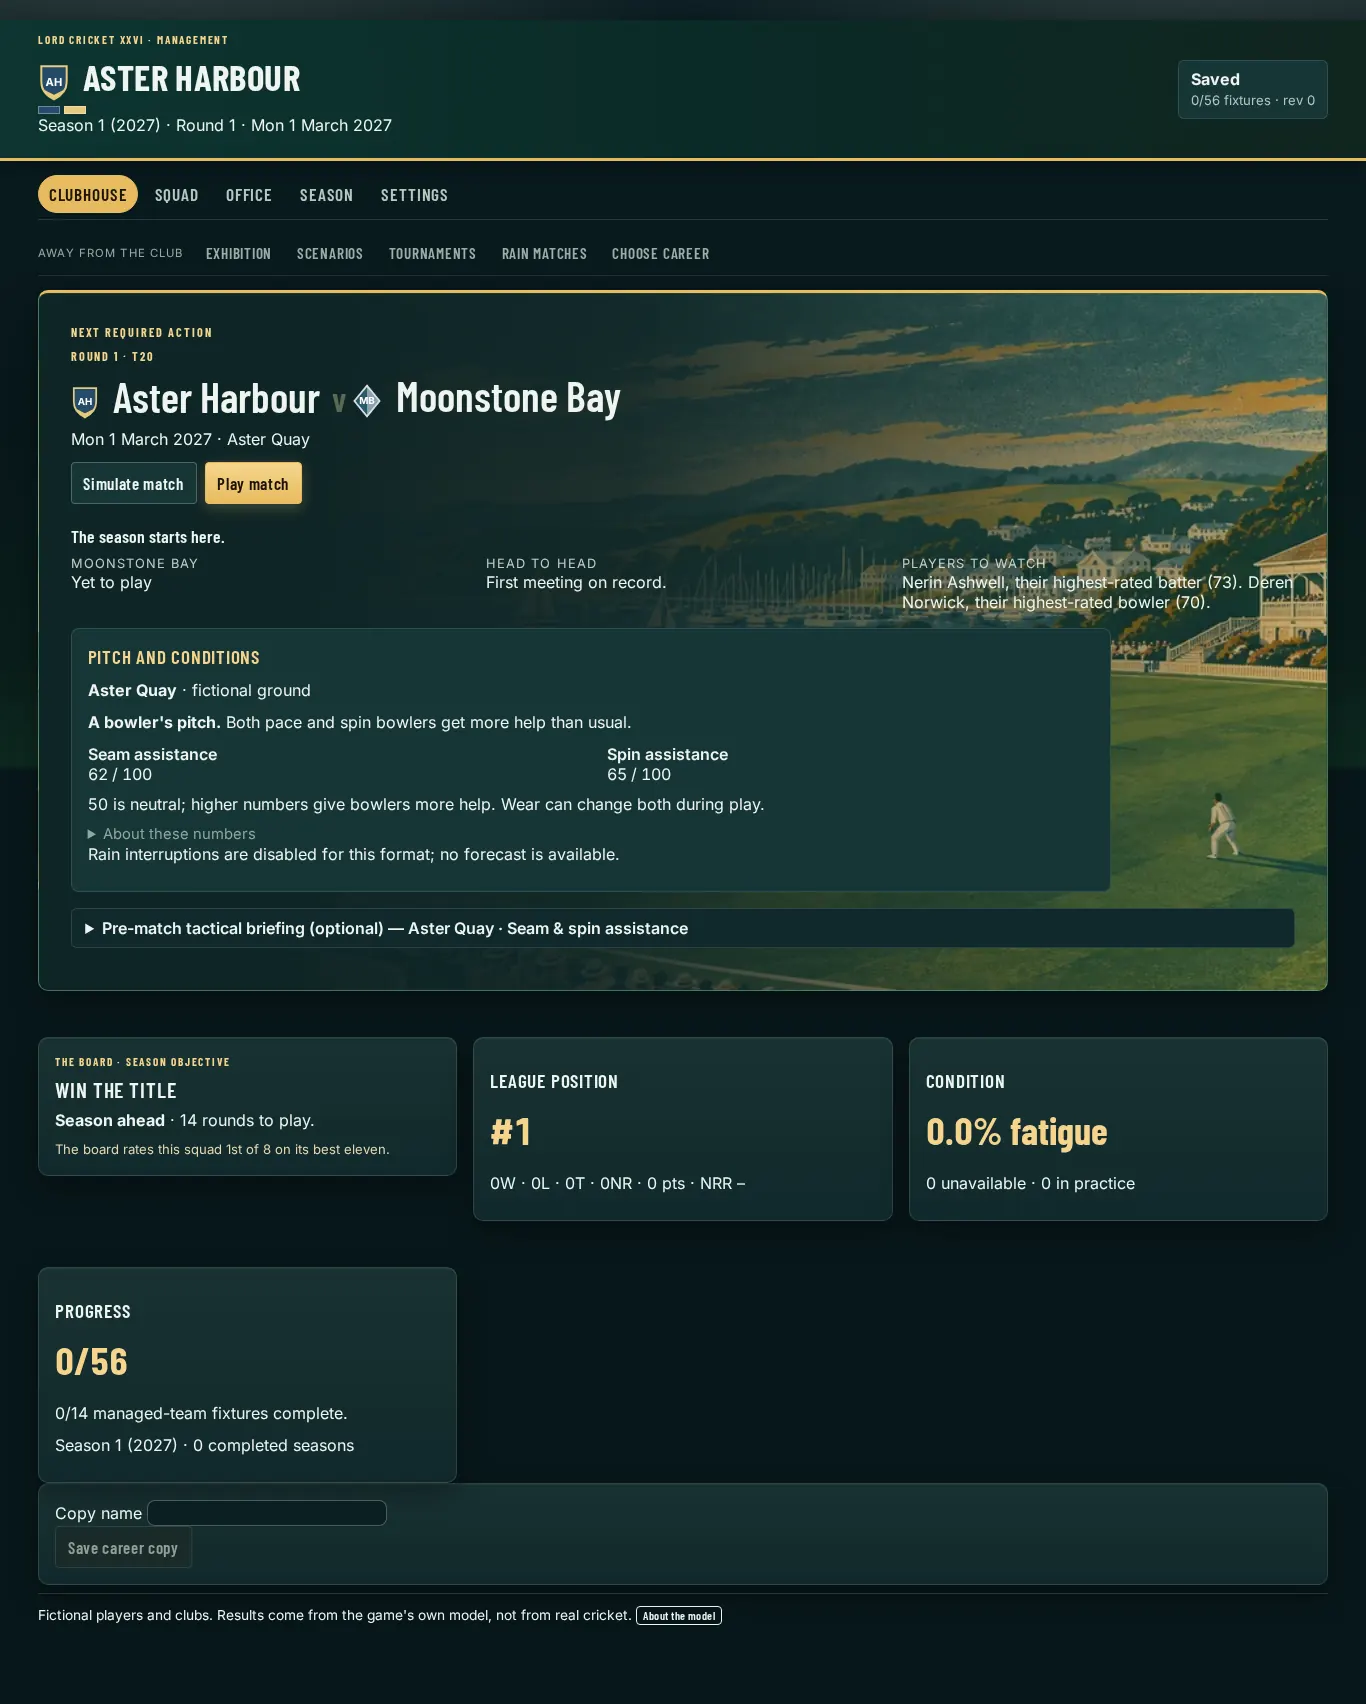 LORD CRICKET XXVI · MANAGEMENT
AH ASTER HARBOUR
Season 1 (2027) · Round 1 · Mon 1 March 2027
Saved
0/56 fixtures · rev 0
CLUBHOUSE SQUAD OFFICE SEASON SETTINGS
AWAY FROM THE CLUB EXHIBITION SCENARIOS TOURNAMENTS RAIN MATCHES CHOOSE CAREER
NEXT REQUIRED ACTION
ROUND 1 · T20
AH Aster Harbour v MB Moonstone Bay
Mon 1 March 2027 · Aster Quay
Simulate match Play match
The season starts here.
MOONSTONE BAY
Yet to play
HEAD TO HEAD
First meeting on record.
PLAYERS TO WATCH
Nerin Ashwell, their highest-rated batter (73). Deren
Norwick, their highest-rated bowler (70).
PITCH AND CONDITIONS
Aster Quay · fictional ground
A bowler's pitch. Both pace and spin bowlers get more help than usual.
Seam assistance
62 / 100
Spin assistance
65 / 100
50 is neutral; higher numbers give bowlers more help. Wear can change both during play.
▶ About these numbers
Rain interruptions are disabled for this format; no forecast is available.
▶ Pre-match tactical briefing (optional) — Aster Quay · Seam & spin assistance
THE BOARD · SEASON OBJECTIVE
WIN THE TITLE
Season ahead · 14 rounds to play.
The board rates this squad 1st of 8 on its best eleven.
LEAGUE POSITION
#1
0W · 0L · 0T · 0NR · 0 pts · NRR –
CONDITION
0.0% fatigue
0 unavailable · 0 in practice
PROGRESS
0/56
0/14 managed-team fixtures complete.
Season 1 (2027) · 0 completed seasons
Copy name
Save career copy
Fictional players and clubs. Results come from the game's own model, not from real cricket. About the model